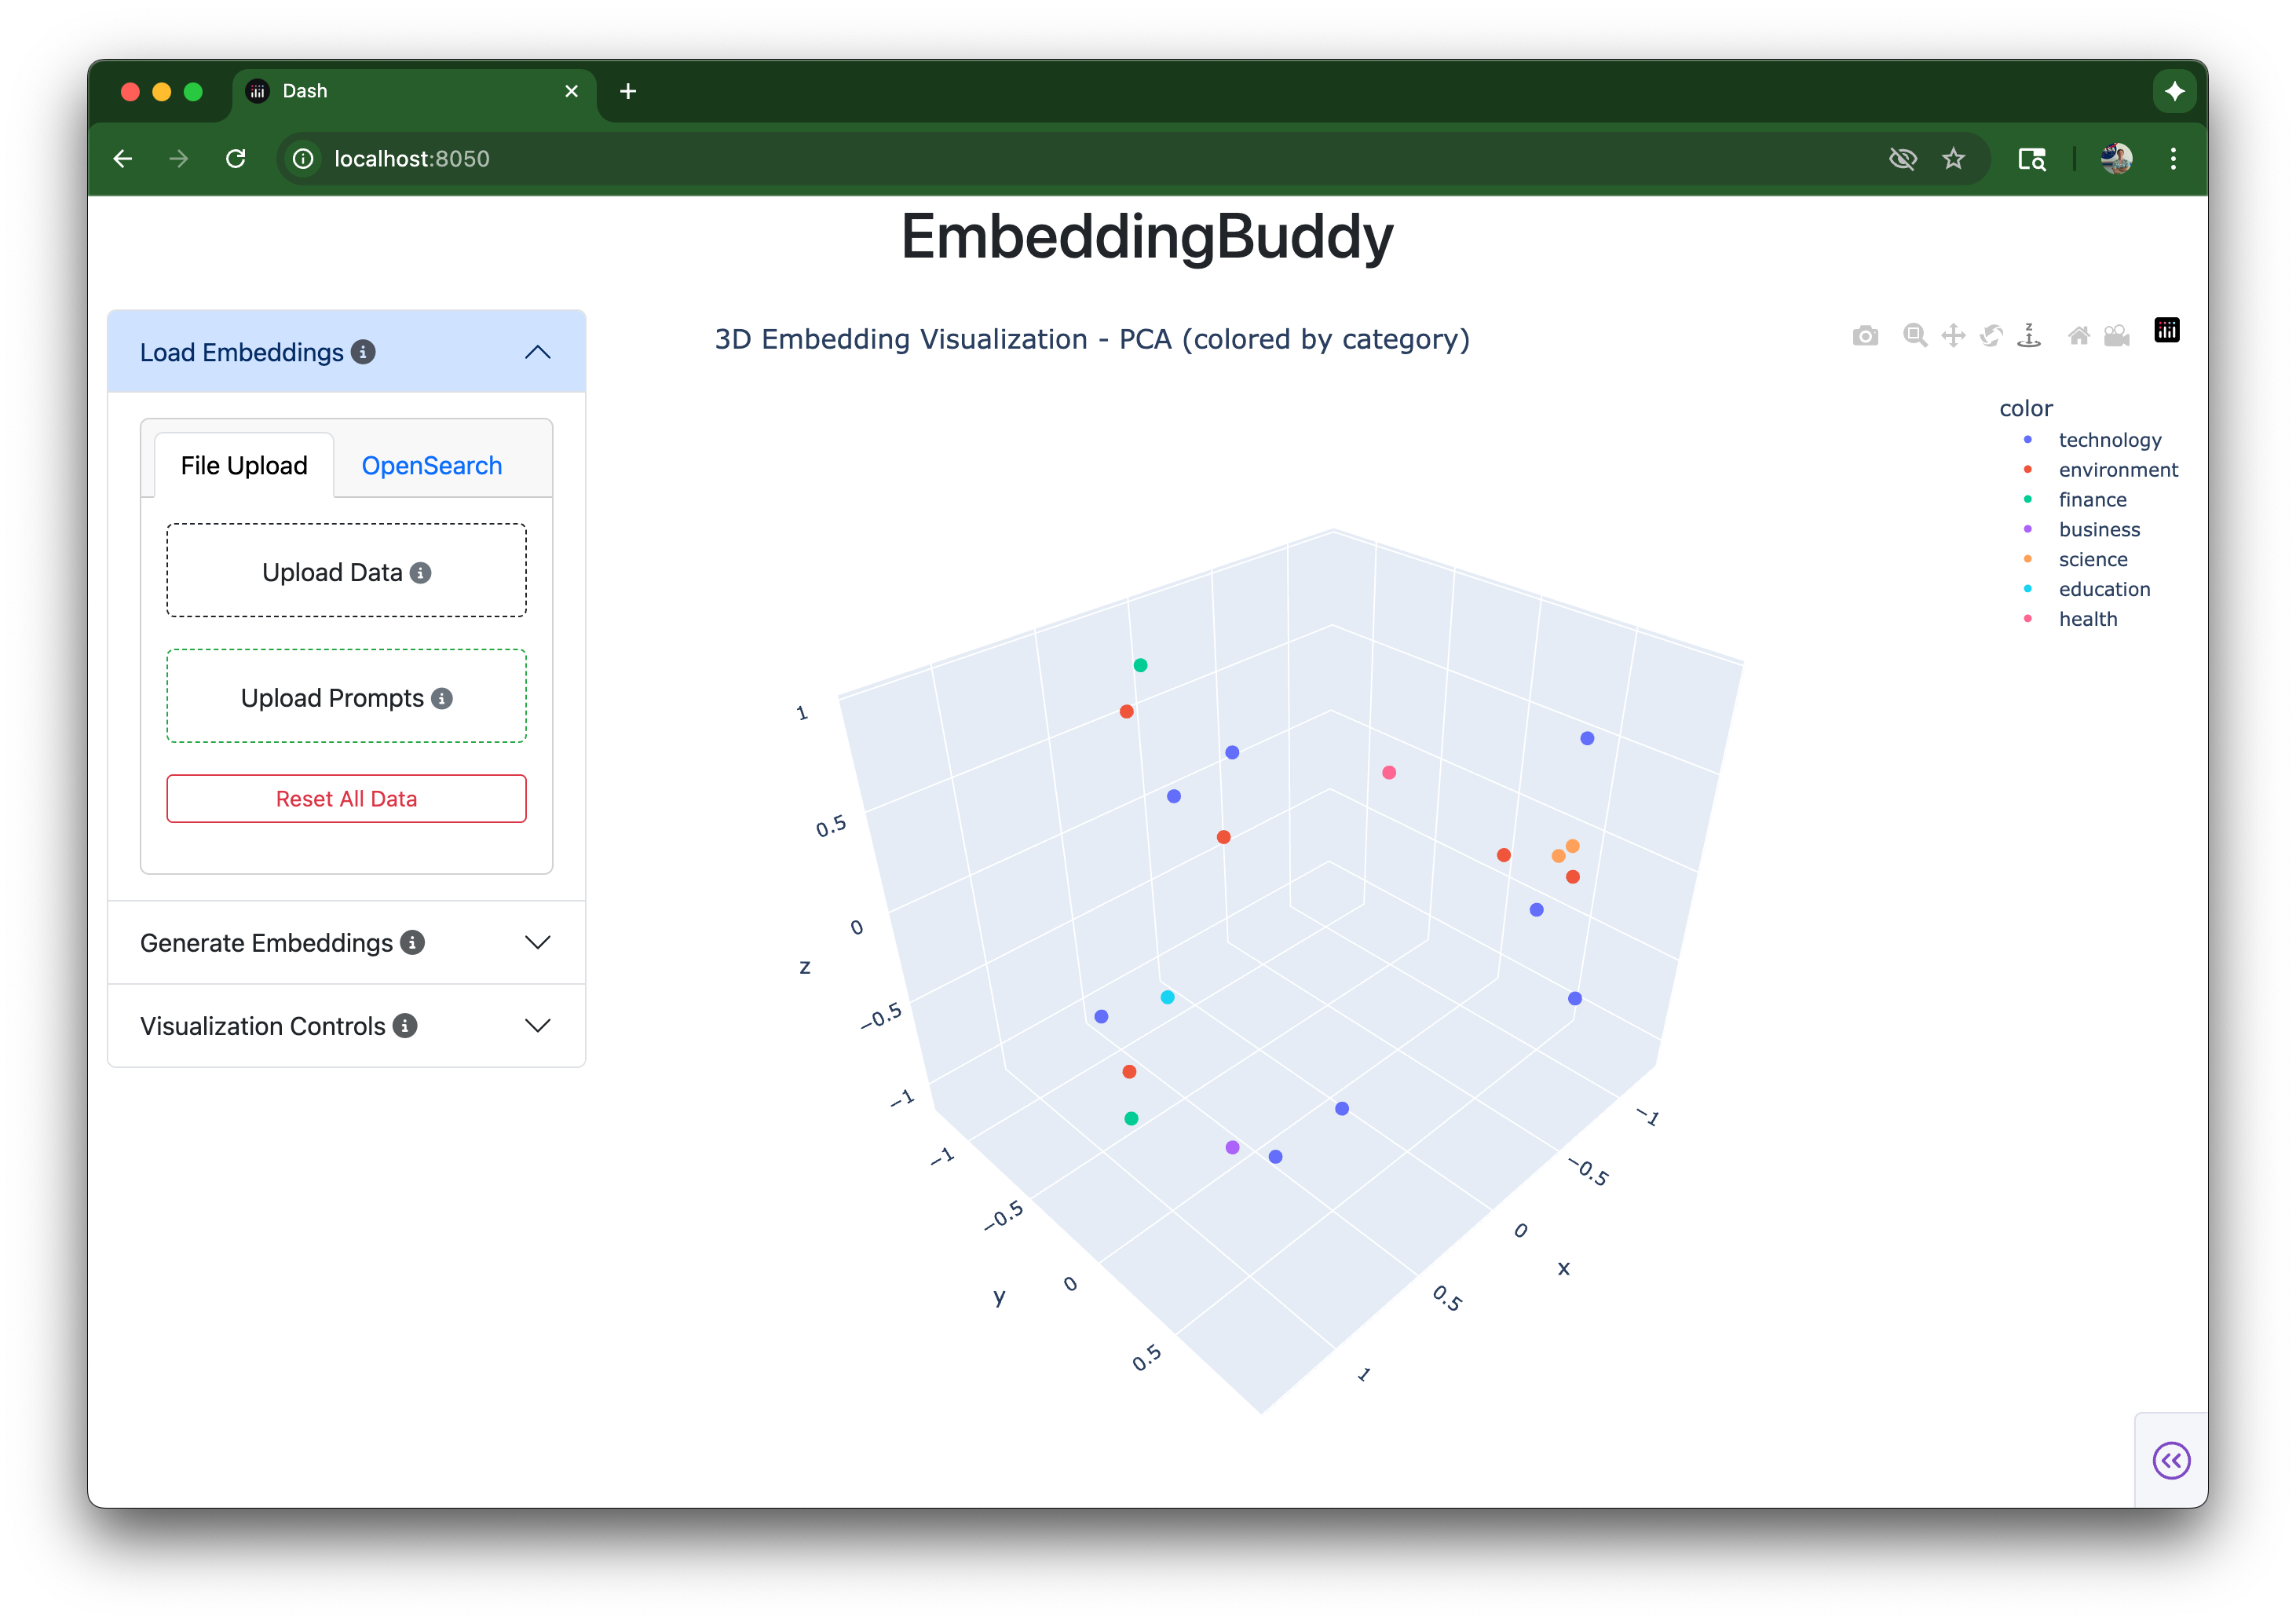 Dash
localhost:8050
EmbeddingBuddy
Load Embeddings
File Upload
OpenSearch
Upload Data
Upload Prompts
Reset All Data
Generate Embeddings
Visualization Controls
3D Embedding Visualization - PCA (colored by category)
color
technology
environment
finance
business
science
education
health
1
0.5
0
z
−0.5
−1
−1
−0.5
y
0
0.5
−1
−0.5
0
x
0.5
1